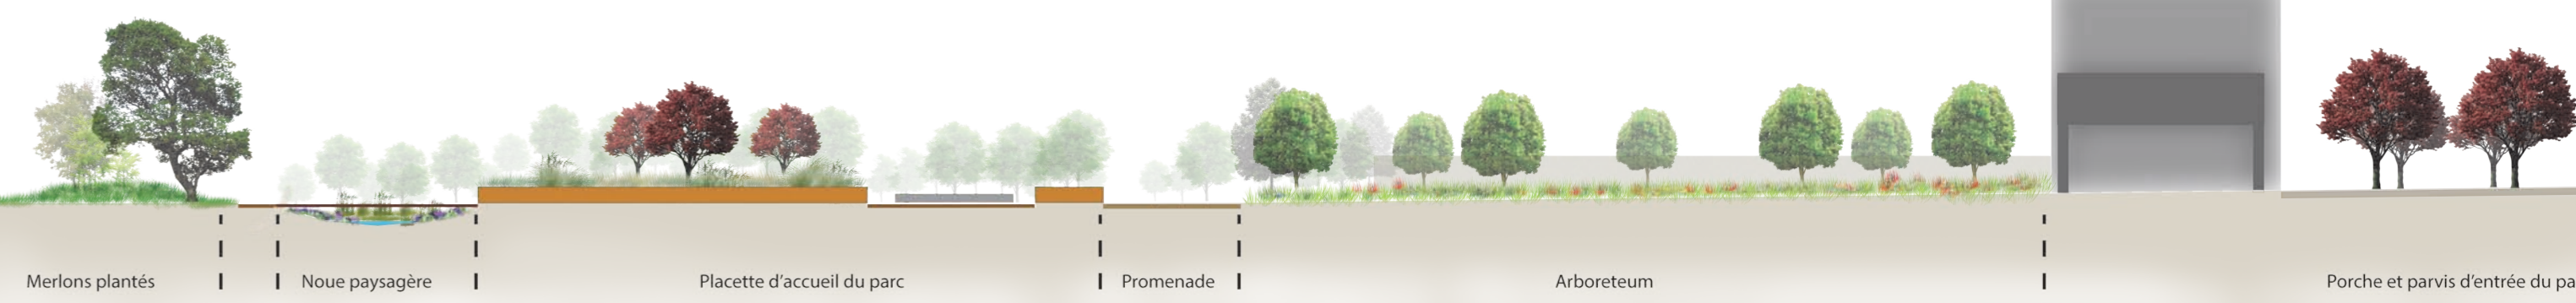 Merlons plantés
Noue paysagère
Placette d’accueil du parc
Promenade
Arboreteum
Porche et parvis d’entrée du pa